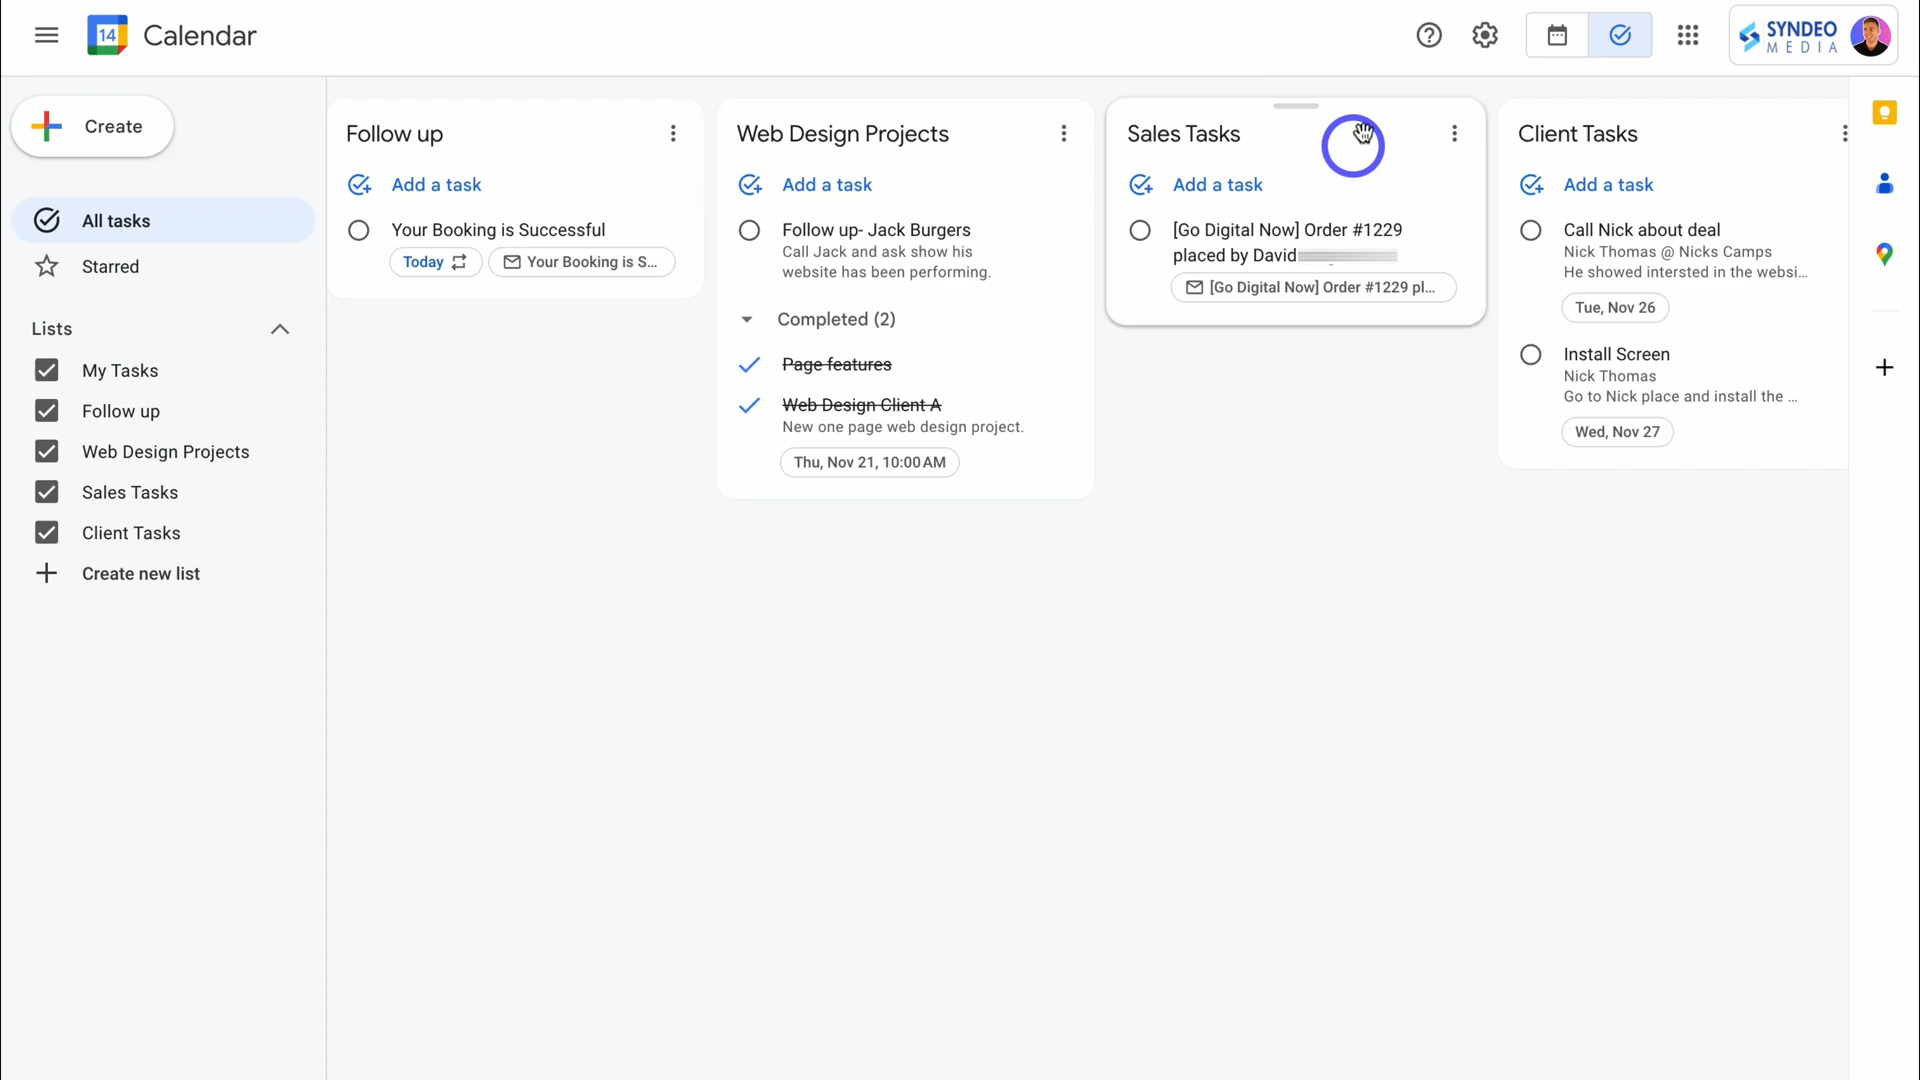 14
Calendar
SYNDEO
MEDIA
Create
All tasks
Starred
Lists
My Tasks
Follow up
Web Design Projects
Sales Tasks
Client Tasks
Create new list
Follow up
Add a task
Your Booking is Successful
Today
Your Booking is S...
Web Design Projects
Add a task
Follow up- Jack Burgers
Call Jack and ask show his
website has been performing.
Completed (2)
Page features
Web Design Client A
New one page web design project.
Thu, Nov 21, 10:00 AM
Sales Tasks
Add a task
[Go Digital Now] Order #1229
placed by David
[Go Digital Now] Order #1229 pl...
Client Tasks
Add a task
Call Nick about deal
Nick Thomas @ Nicks Camps
He showed intersted in the websi...
Tue, Nov 26
Install Screen
Nick Thomas
Go to Nick place and install the ...
Wed, Nov 27